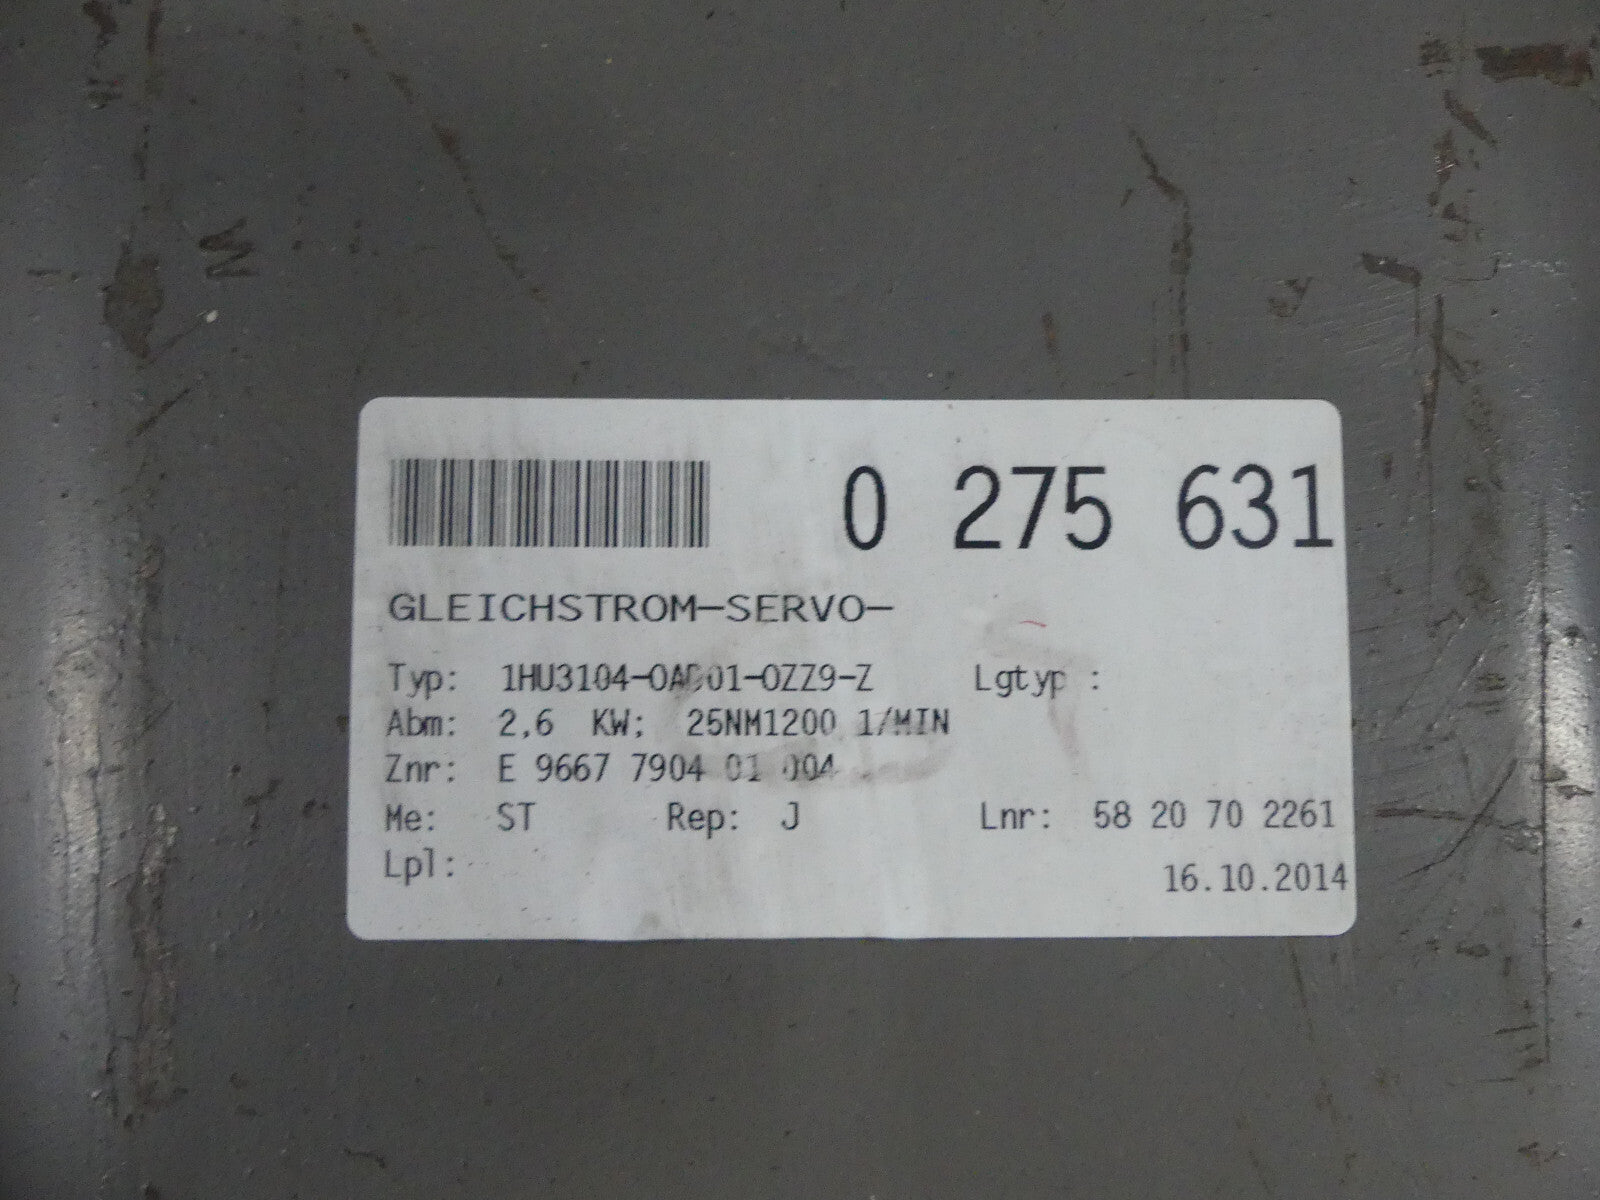 0 275 631
GLEICHSTROM-SERVO-
Typ: 1HU3104-0AD01-0ZZ9-Z Lgtyp :
Abm: 2,6 KW; 25NM1200 1/MIN
Znr: E 9667 7904 01 004
Me: ST Rep: J Lnr: 58 20 70 2261
Lpl:
16.10.2014